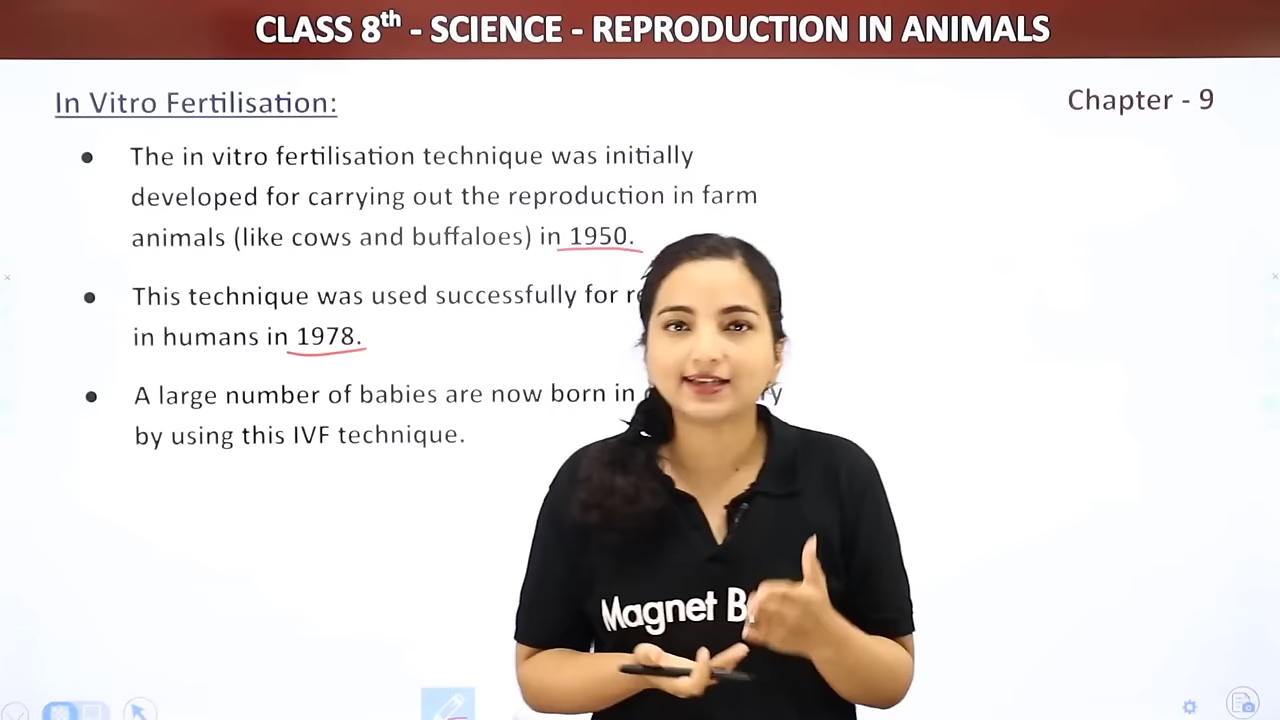 CLASS 8th - SCIENCE - REPRODUCTION IN ANIMALS
In Vitro Fertilisation:
Chapter - 9
● The in vitro fertilisation technique was initially
developed for carrying out the reproduction in farm
animals (like cows and buffaloes) in 1950.
● This technique was used successfully for
in humans in 1978.
● A large number of babies are now born in
by using this IVF technique.
Magnet